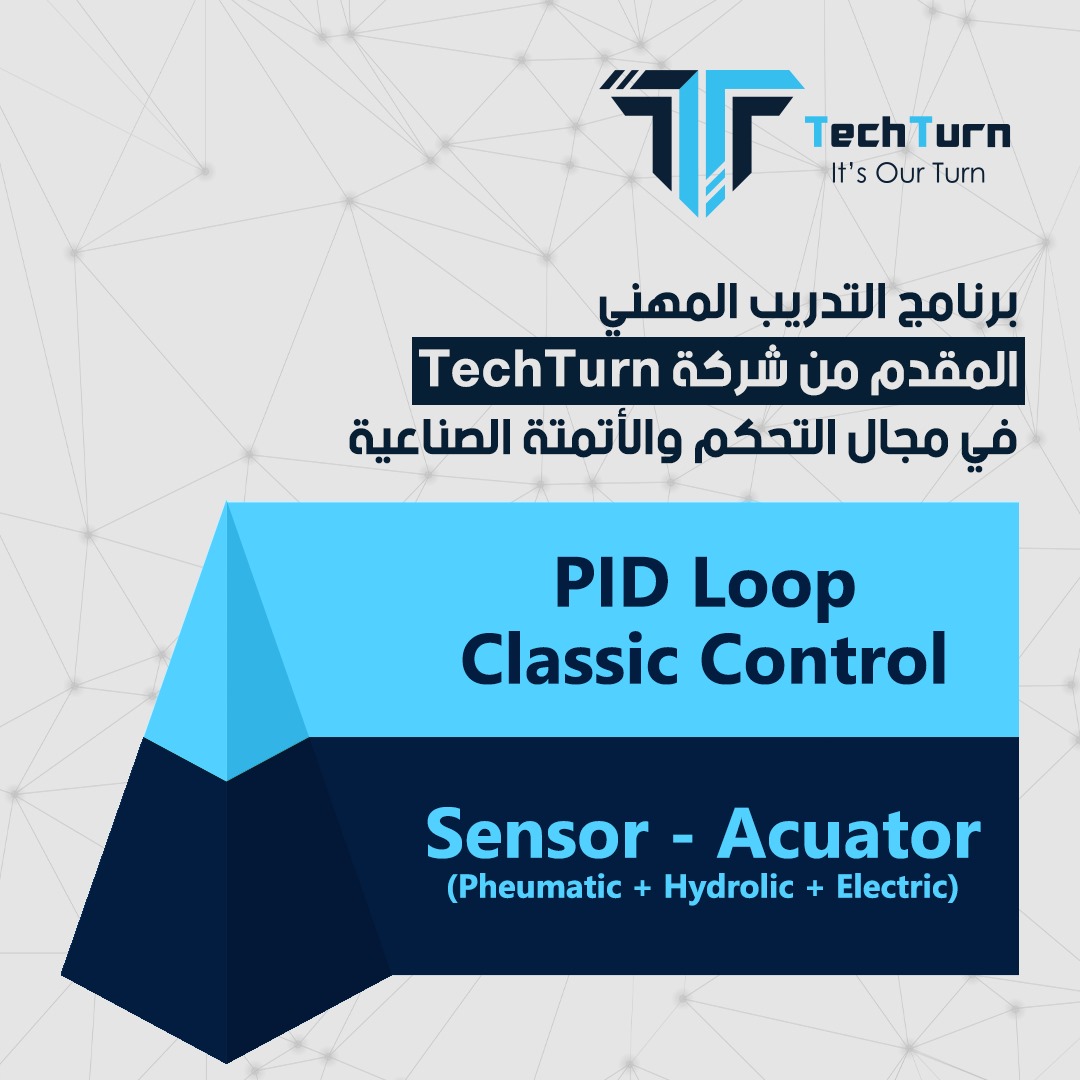 TechTurn
It's Our Turn
برنامج التدريب المهني
المقدم من شركة TechTurn
في مجال التحكم والأتمتة الصناعية
PID Loop
Classic Control
Sensor - Acuator
(Pheumatic + Hydrolic + Electric)